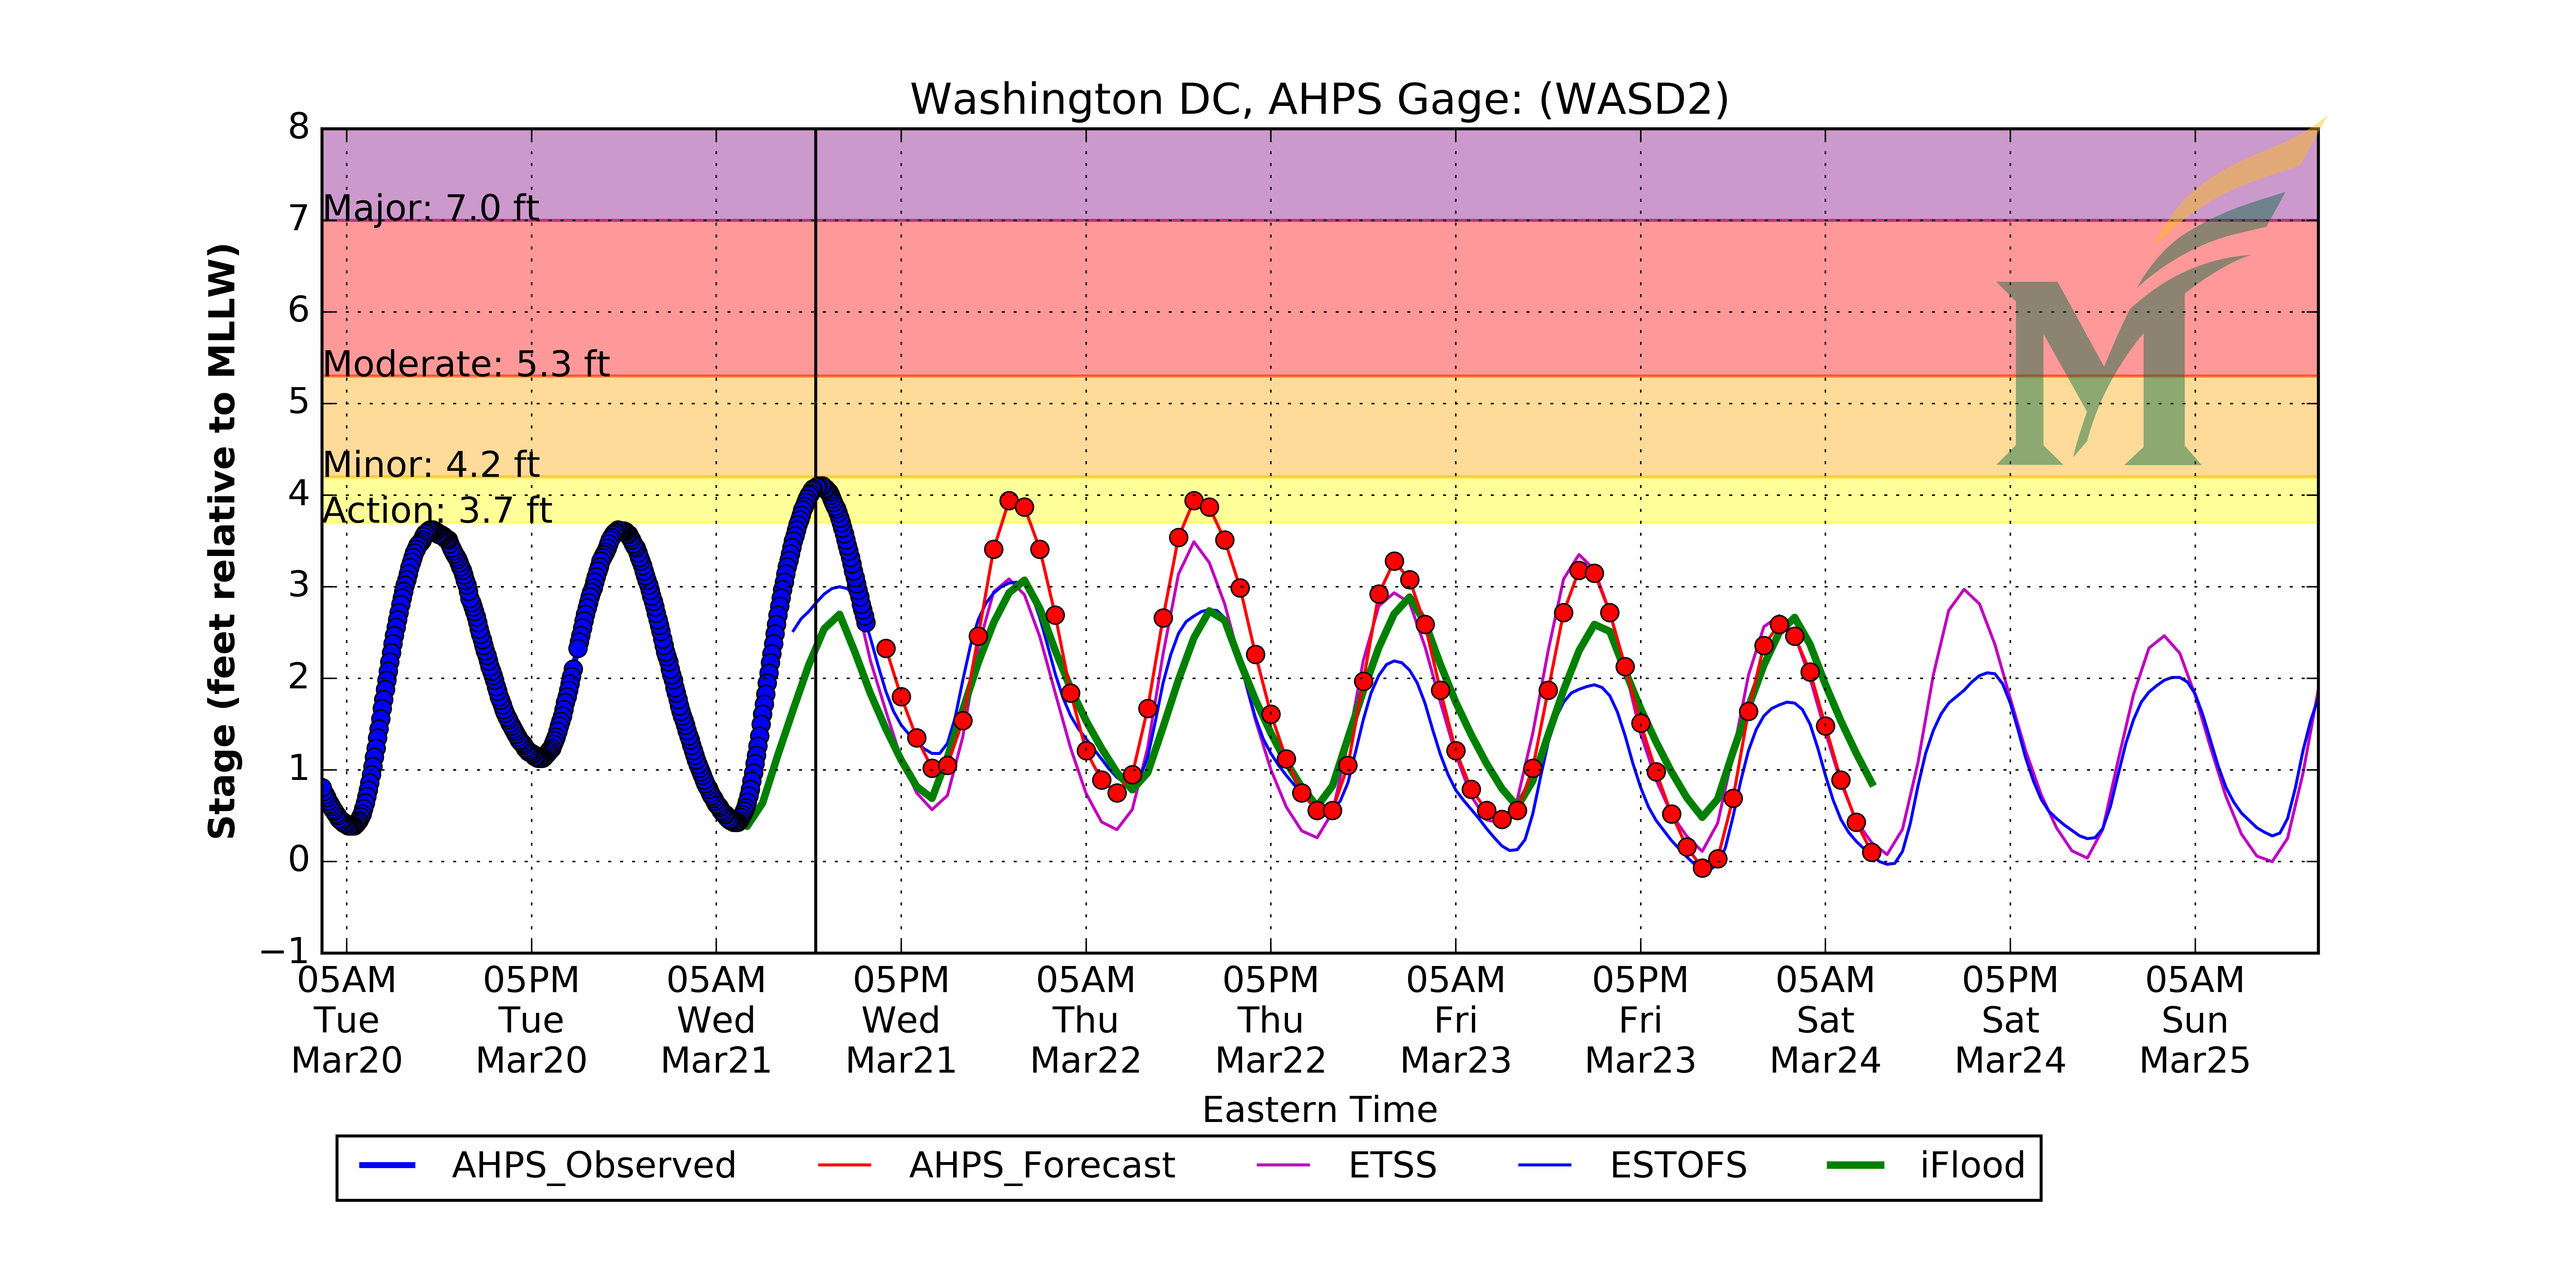 Washington DC, AHPS Gage: (WASD2)
8
7
6
5
4
3
2
1
0
−1
Stage (feet relative to MLLW)
Major: 7.0 ft
Moderate: 5.3 ft
Minor: 4.2 ft
Action: 3.7 ft
M
05AM 05PM 05AM 05PM 05AM 05PM 05AM 05PM 05AM 05PM 05AM
Tue Tue Wed Wed Thu Thu Fri Fri Sat Sat Sun
Mar20 Mar20 Mar21 Mar21 Mar22 Mar22 Mar23 Mar23 Mar24 Mar24 Mar25
Eastern Time
AHPS_Observed AHPS_Forecast ETSS ESTOFS iFlood